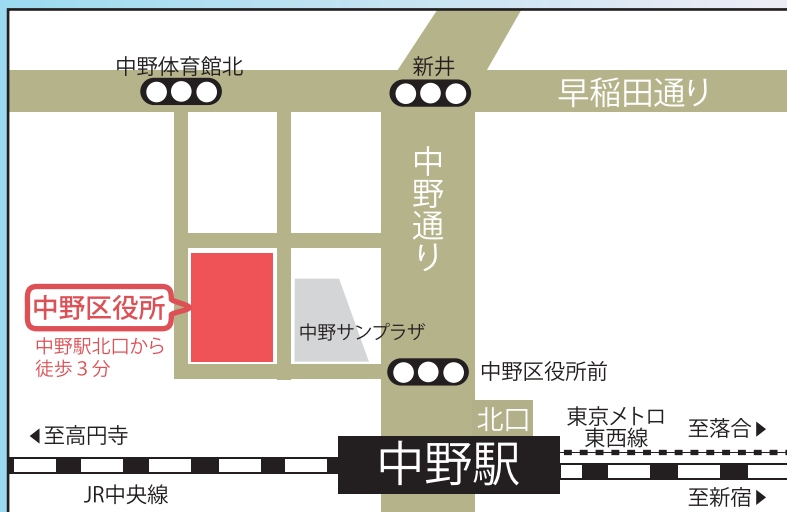 中野体育館北
新井
早稲田通り
中野通り
中野区役所
中野駅北口から
徒歩3分
中野サンプラザ
中野区役所前
北口
東京メトロ
東西線
至落合▶
◀至高円寺
中野駅
JR中央線
至新宿▶